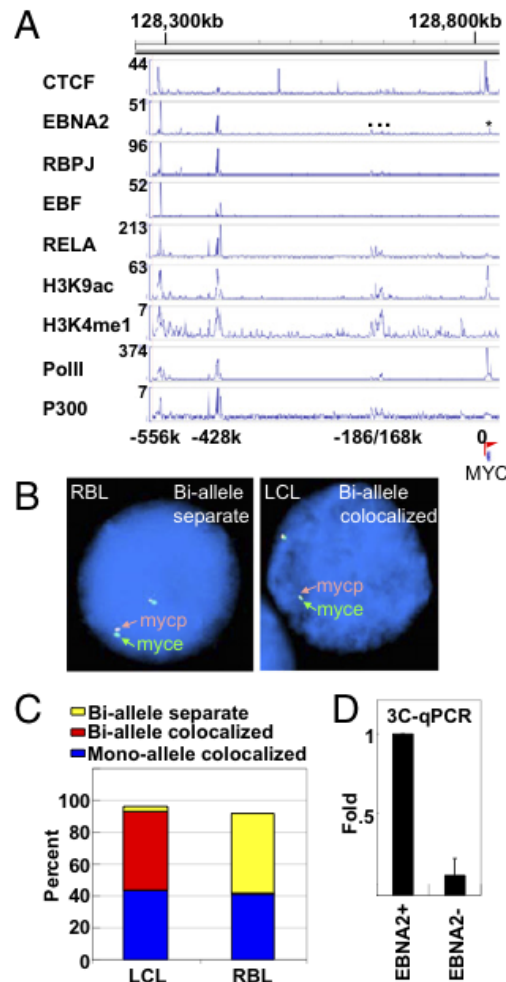 A
128,300kb 128,800kb
CTCF 44
EBNA2 51
*
RBPJ 96
EBF 52
RELA 213
H3K9ac 63
H3K4me1 7
PolII 374
P300 7
-556k -428k -186/168k 0
MYC
B
RBL Bi-allele separate
mycp
myce
LCL Bi-allele colocalized
mycp
myce
C
Bi-allele separate
Bi-allele colocalized
Mono-allele colocalized
Percent
100
80
60
40
20
0
LCL RBL
D
3C-qPCR
Fold
1
.5
EBNA2+
EBNA2-